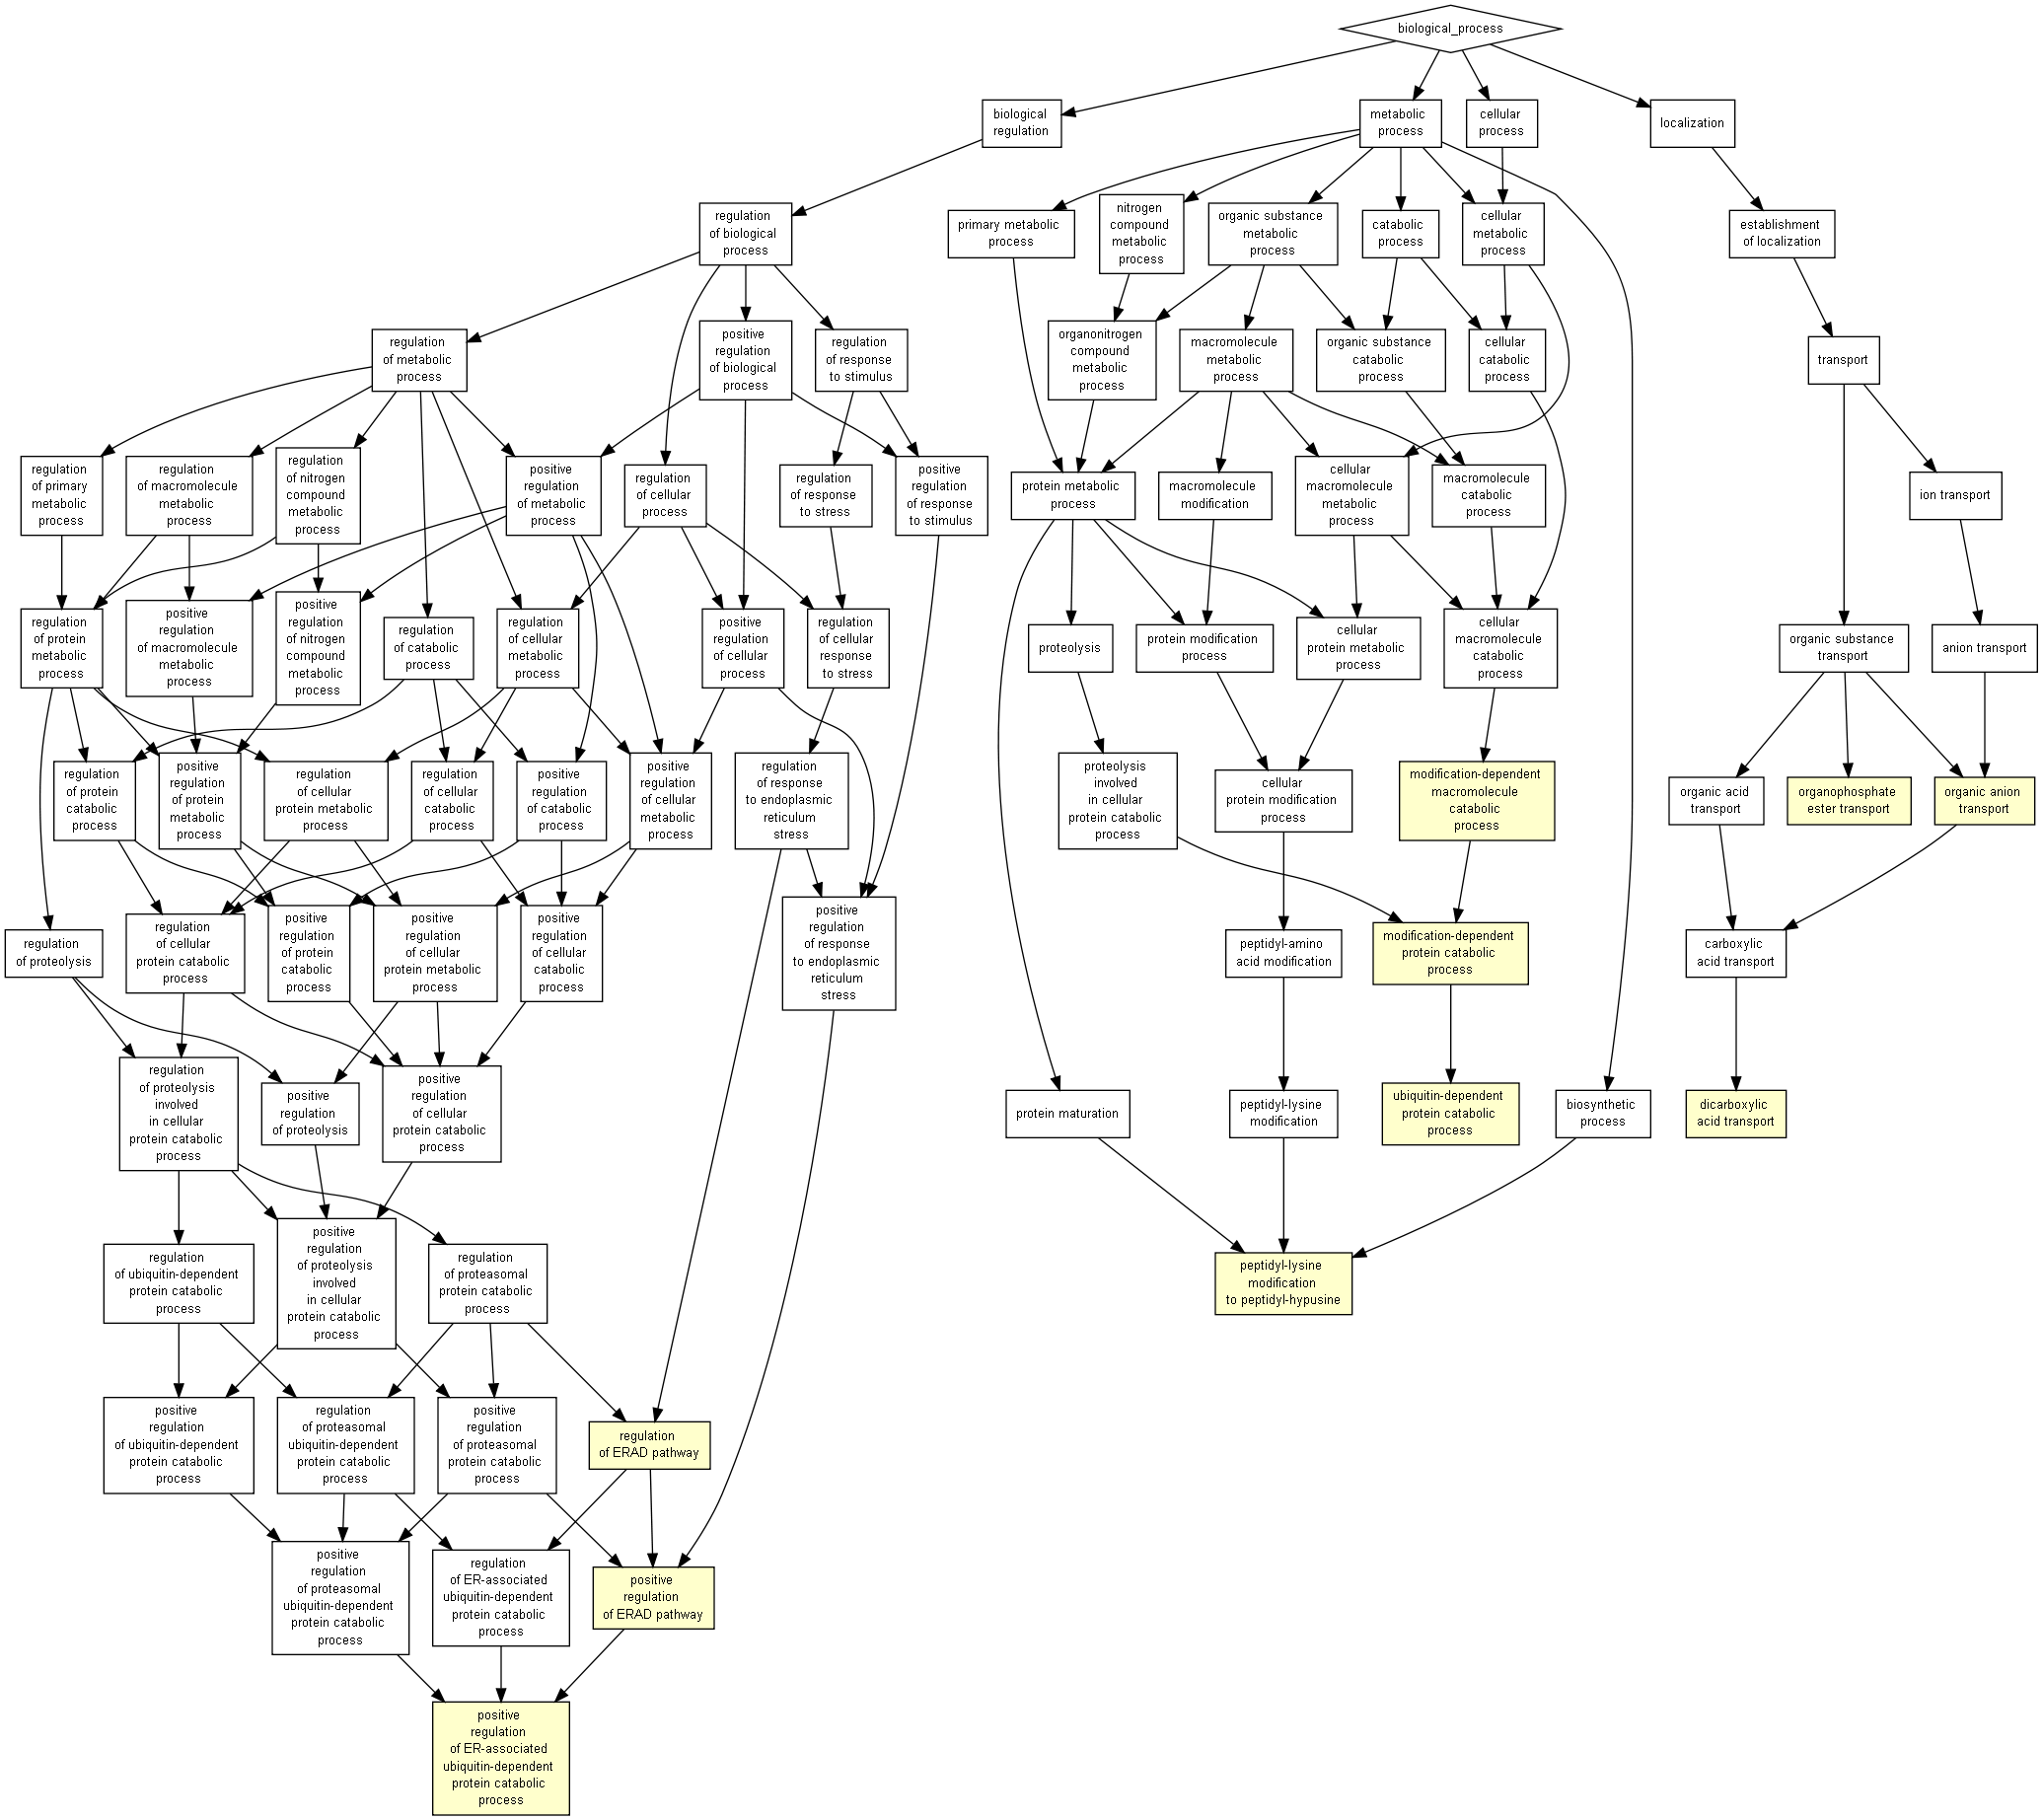 biological_process
biological
regulation
metabolic
process
cellular
process
localization
regulation
of biological
process
primary metabolic
process
nitrogen
compound
metabolic
process
organic substance
metabolic
process
catabolic
process
cellular
metabolic
process
establishment
of localization
regulation
of metabolic
process
positive
regulation
of biological
process
regulation
of response
to stimulus
organonitrogen
compound
metabolic
process
macromolecule
metabolic
process
organic substance
catabolic
process
cellular
catabolic
process
transport
regulation
of primary
metabolic
process
regulation
of macromolecule
metabolic
process
regulation
of nitrogen
compound
metabolic
process
positive
regulation
of metabolic
process
regulation
of cellular
process
regulation
of response
to stress
positive
regulation
of response
to stimulus
protein metabolic
process
macromolecule
modification
cellular
macromolecule
metabolic
process
macromolecule
catabolic
process
ion transport
regulation
of protein
metabolic
process
positive
regulation
of macromolecule
metabolic
process
positive
regulation
of nitrogen
compound
metabolic
process
regulation
of catabolic
process
regulation
of cellular
metabolic
process
positive
regulation
of cellular
process
regulation
of cellular
response
to stress
proteolysis
protein modification
process
cellular
protein metabolic
process
cellular
macromolecule
catabolic
process
organic substance
transport
anion transport
regulation
of protein
catabolic
process
positive
regulation
of protein
metabolic
process
regulation
of cellular
protein metabolic
process
regulation
of cellular
catabolic
process
positive
regulation
of catabolic
process
positive
regulation
of cellular
metabolic
process
regulation
of response
to endoplasmic
reticulum
stress
proteolysis
involved
in cellular
protein catabolic
process
cellular
protein modification
process
modification-dependent
macromolecule
catabolic
process
organic acid
transport
organophosphate
ester transport
organic anion
transport
regulation
of proteolysis
regulation
of cellular
protein catabolic
process
positive
regulation
of protein
catabolic
process
positive
regulation
of cellular
protein metabolic
process
positive
regulation
of cellular
catabolic
process
positive
regulation
of response
to endoplasmic
reticulum
stress
peptidyl-amino
acid modification
modification-dependent
protein catabolic
process
carboxylic
acid transport
regulation
of proteolysis
involved
in cellular
protein catabolic
process
positive
regulation
of proteolysis
positive
regulation
of cellular
protein catabolic
process
protein maturation
peptidyl-lysine
modification
ubiquitin-dependent
protein catabolic
process
biosynthetic
process
dicarboxylic
acid transport
regulation
of ubiquitin-dependent
protein catabolic
process
positive
regulation
of proteolysis
involved
in cellular
protein catabolic
process
regulation
of proteasomal
protein catabolic
process
peptidyl-lysine
modification
to peptidyl-hypusine
positive
regulation
of ubiquitin-dependent
protein catabolic
process
regulation
of proteasomal
ubiquitin-dependent
protein catabolic
process
positive
regulation
of proteasomal
protein catabolic
process
regulation
of ERAD pathway
positive
regulation
of proteasomal
ubiquitin-dependent
protein catabolic
process
regulation
of ER-associated
ubiquitin-dependent
protein catabolic
process
positive
regulation
of ERAD pathway
positive
regulation
of ER-associated
ubiquitin-dependent
protein catabolic
process